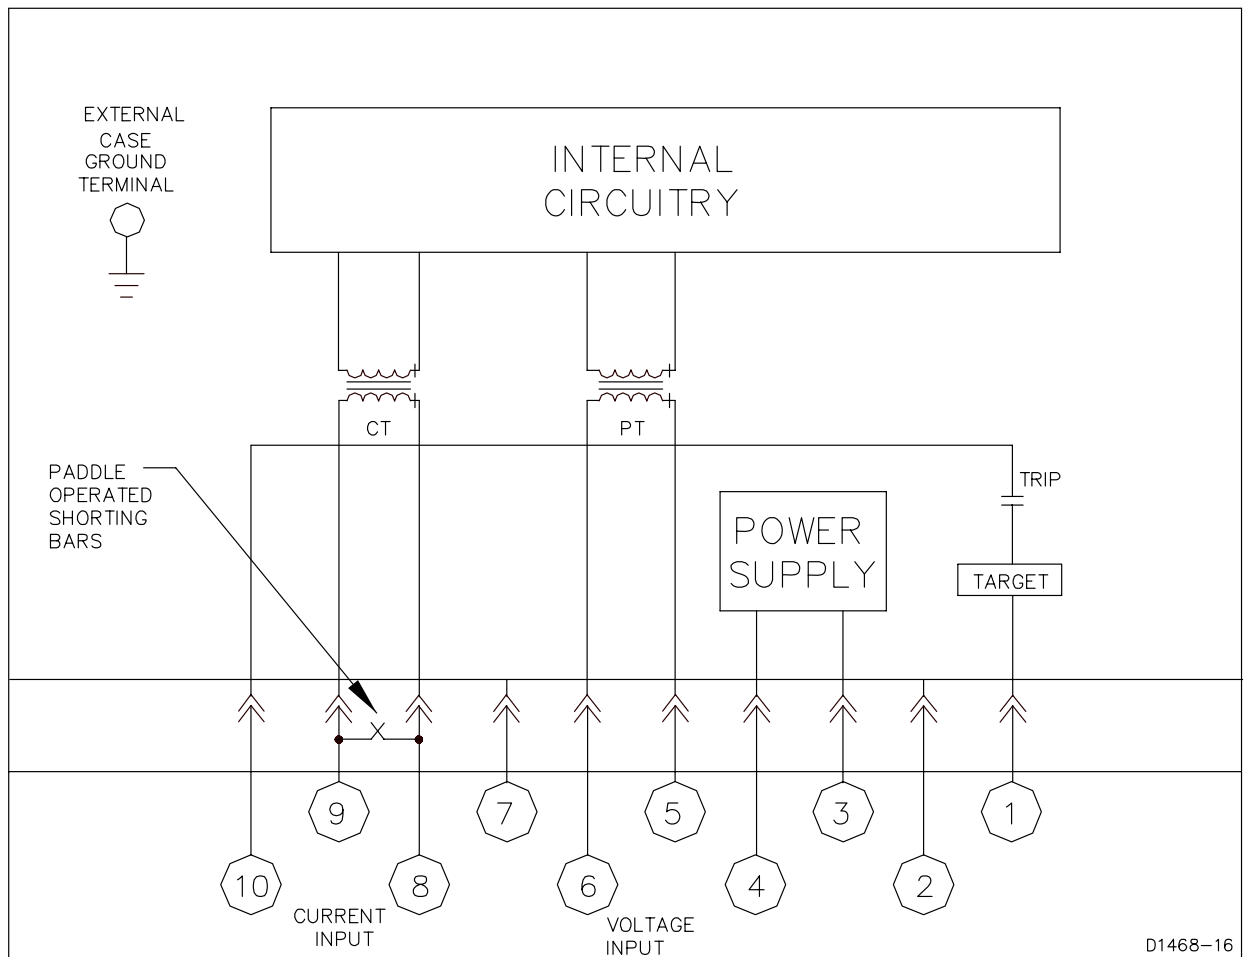 EXTERNAL
CASE
GROUND
TERMINAL
INTERNAL
CIRCUITRY
CT
PT
PADDLE
OPERATED
SHORTING
BARS
TRIP
POWER
SUPPLY
TARGET
9
7
5
3
1
10
8
6
4
2
CURRENT
INPUT
VOLTAGE
INPUT
D1468-16